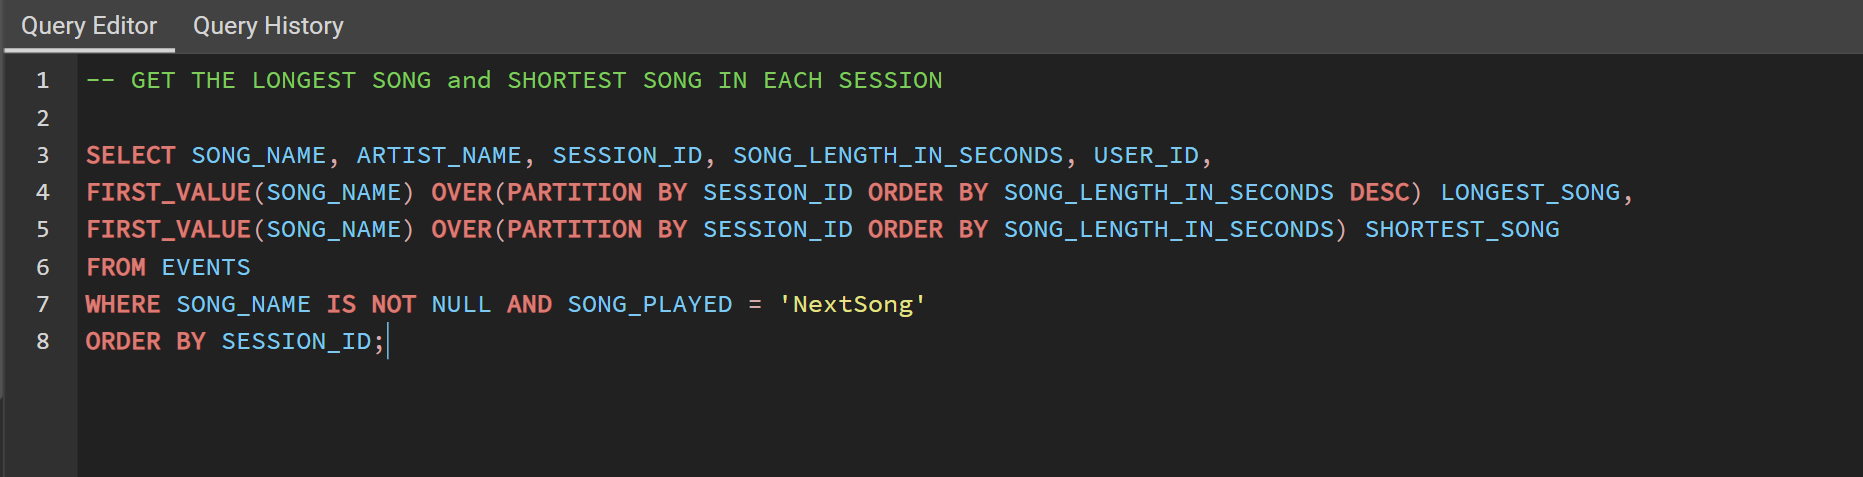 Query Editor Query History
1 -- GET THE LONGEST SONG and SHORTEST SONG IN EACH SESSION
2
3 SELECT SONG_NAME, ARTIST_NAME, SESSION_ID, SONG_LENGTH_IN_SECONDS, USER_ID,
4 FIRST_VALUE(SONG_NAME) OVER(PARTITION BY SESSION_ID ORDER BY SONG_LENGTH_IN_SECONDS DESC) LONGEST_SONG,
5 FIRST_VALUE(SONG_NAME) OVER(PARTITION BY SESSION_ID ORDER BY SONG_LENGTH_IN_SECONDS) SHORTEST_SONG
6 FROM EVENTS
7 WHERE SONG_NAME IS NOT NULL AND SONG_PLAYED = 'NextSong'
8 ORDER BY SESSION_ID;